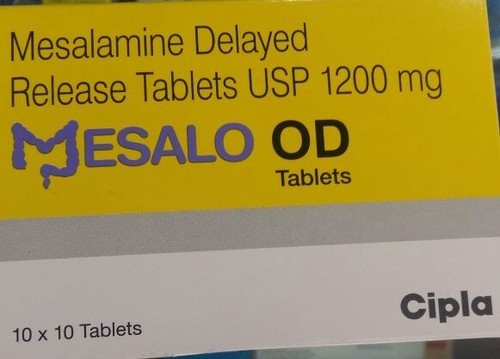 Mesalamine Delayed
Release Tablets USP 1200 mg
MESALO OD
Tablets
Cipla
10 x 10 Tablets